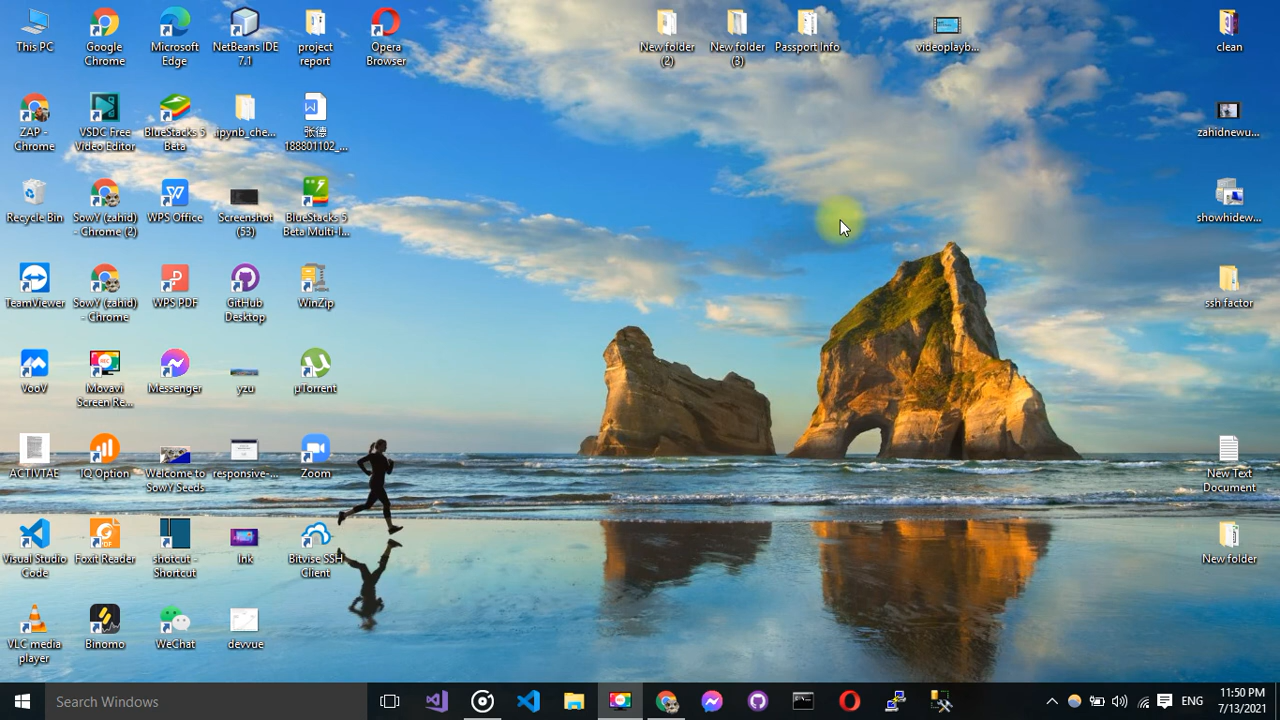 This PC
Google
Chrome
Microsoft
Edge
NetBeans IDE
7.1
project
report
Opera
Browser
New folder
(2)
New folder
(3)
Passport Info
videoplayb...
clean
ZAP -
Chrome
VSDC Free
Video Editor
BlueStacks 5
Beta
.ipynb_che...
张德
188801102_...
zahidnewu...
Recycle Bin
SowY (zahid)
- Chrome (2)
WPS Office
Screenshot
(53)
BlueStacks 5
Beta Multi-I...
showhidew...
TeamViewer
SowY (zahid)
- Chrome
WPS PDF
GitHub
Desktop
WinZip
ssh factor
VooV
Movavi
Screen Re...
Messenger
yzu
µTorrent
ACTIVTAE
IQ Option
Welcome to
SowY Seeds
responsive-...
Zoom
New Text
Document
Visual Studio
Code
Foxit Reader
shotcut -
Shortcut
lnk
Bitvise SSH
Client
New folder
VLC media
player
Binomo
WeChat
devvue
Search Windows
ENG
11:50 PM
7/13/2021